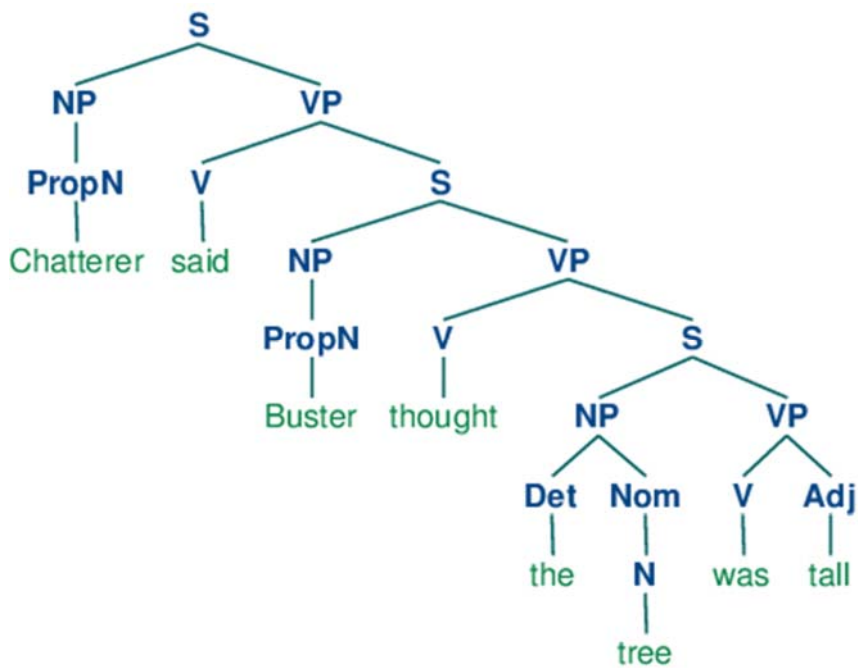 S
NP VP
PropN V S
Chatterer said NP VP
PropN V S
Buster thought NP VP
Det Nom V Adj
the N was tall
tree